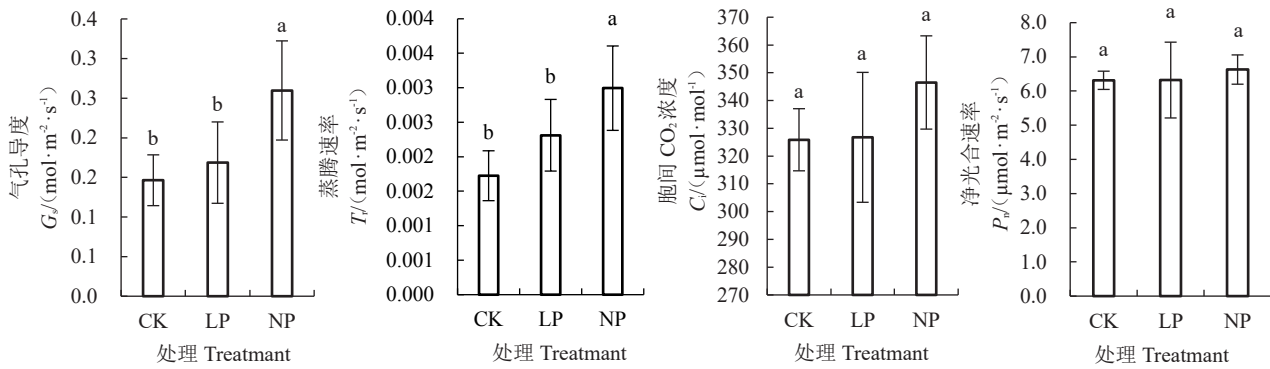 气孔导度
Gs/(mol·m-2·s-1)
0.4
0.3
0.3
0.2
0.2
0.1
0.1
0.0
b
b
a
CK LP NP
处理 Treatmant
蒸腾速率
Tr/(mol·m-2·s-1)
0.004
0.004
0.003
0.003
0.002
0.002
0.001
0.001
0.000
b
b
a
CK LP NP
处理 Treatmant
胞间 CO2 浓度
Ci/(μmol·mol-1)
370
360
350
340
330
320
310
300
290
280
270
a
a
a
CK LP NP
处理 Treatmant
净光合速率
Pn/(μmol·m-2·s-1)
9.0
8.0
7.0
6.0
5.0
4.0
3.0
2.0
1.0
0.0
a
a
a
CK LP NP
处理 Treatmant